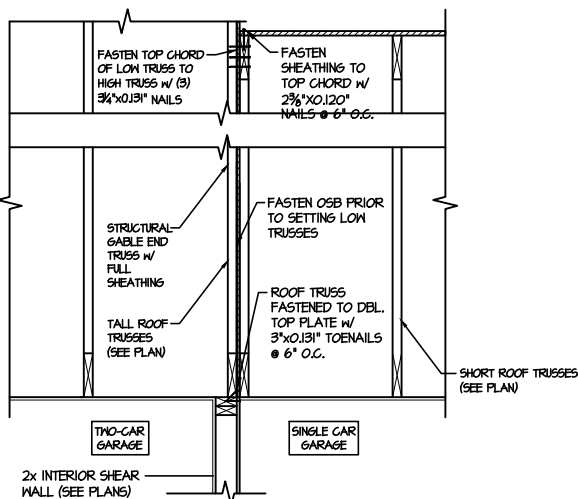 FASTEN TOP CHORD
OF LOW TRUSS TO
HIGH TRUSS W/ (3)
3¼"x0.131" NAILS
FASTEN
SHEATHING TO
TOP CHORD W/
2⅜"X0.120"
NAILS @ 6" O.C.
STRUCTURAL
GABLE END
TRUSS W/
FULL
SHEATHING
FASTEN OSB PRIOR
TO SETTING LOW
TRUSSES
TALL ROOF
TRUSSES
(SEE PLAN)
ROOF TRUSS
FASTENED TO DBL.
TOP PLATE W/
3"x0.131" TOENAILS
@ 6" O.C.
SHORT ROOF TRUSSES
(SEE PLAN)
TWO-CAR
GARAGE
SINGLE CAR
GARAGE
2x INTERIOR SHEAR
WALL (SEE PLANS)